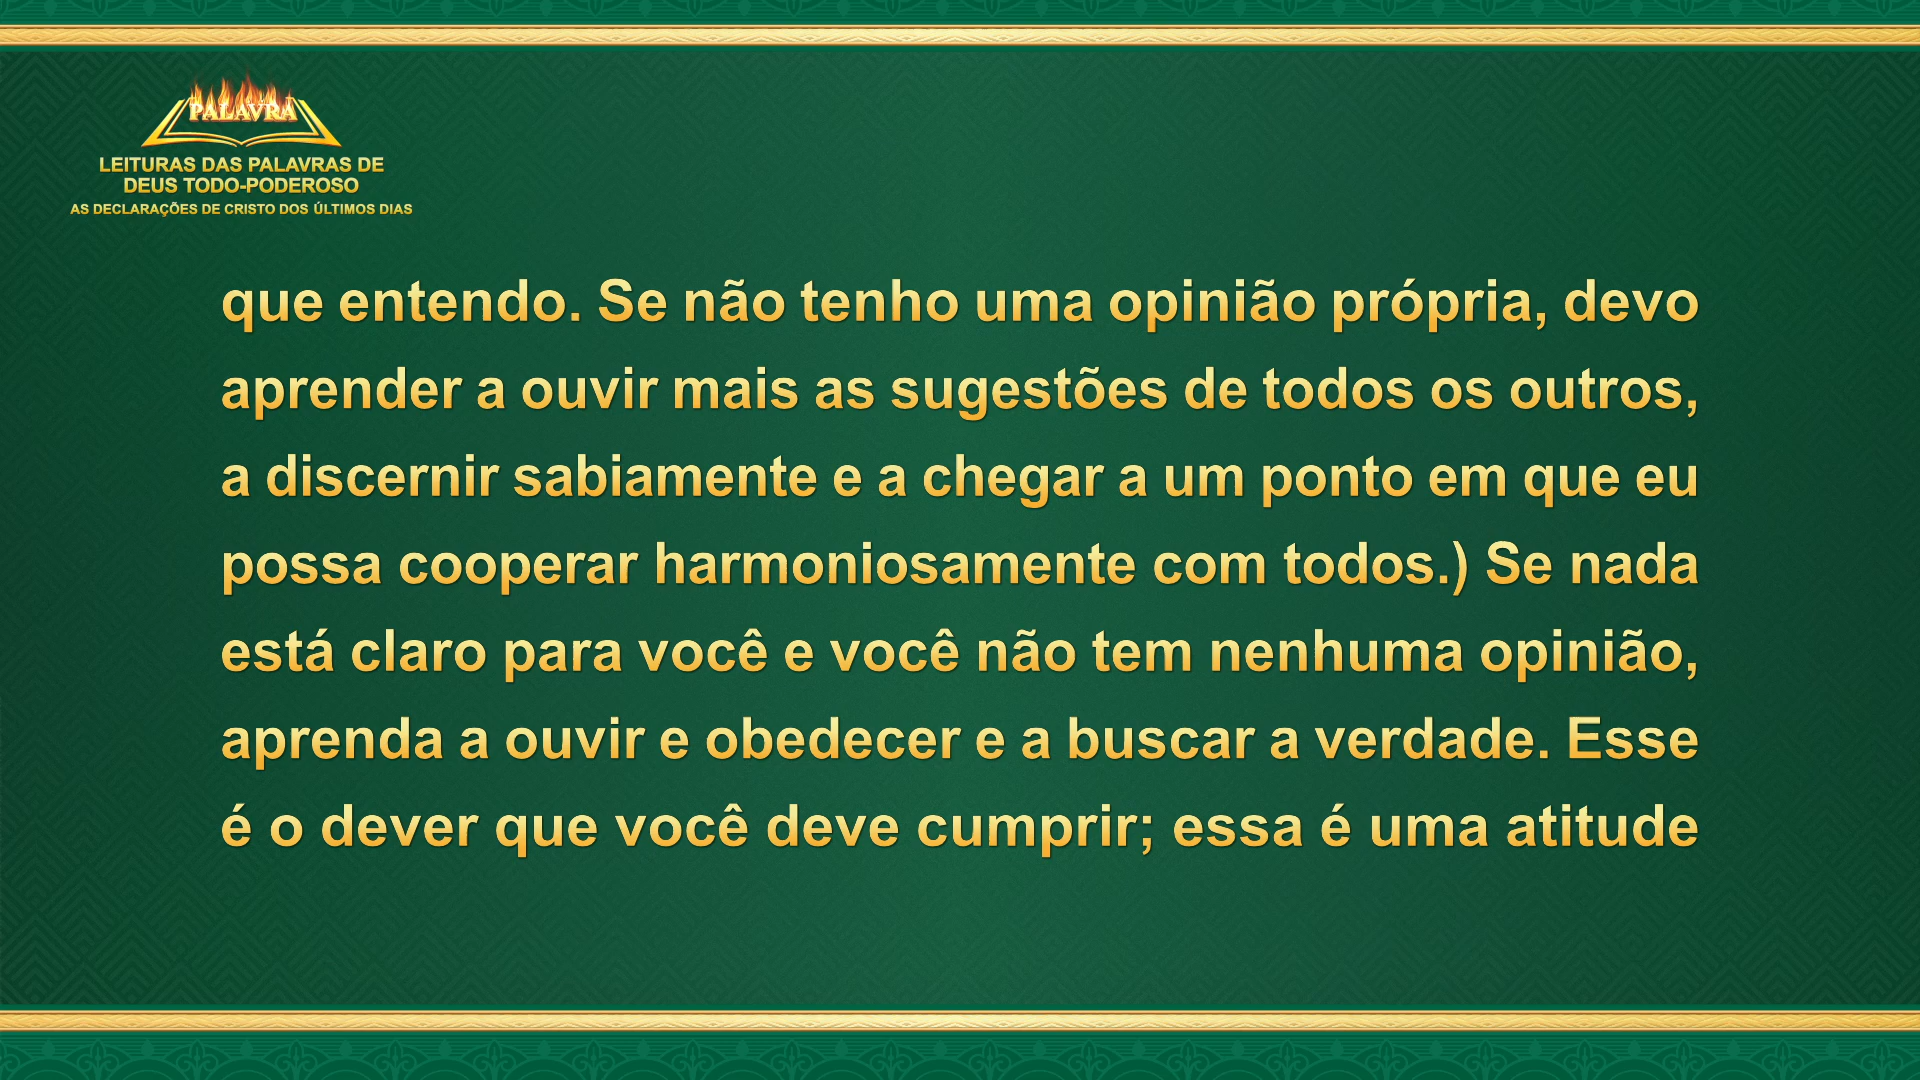 PALAVRA
LEITURAS DAS PALAVRAS DE
DEUS TODO-PODEROSO
AS DECLARAÇÕES DE CRISTO DOS ÚLTIMOS DIAS
que entendo. Se não tenho uma opinião própria, devo
aprender a ouvir mais as sugestões de todos os outros,
a discernir sabiamente e a chegar a um ponto em que eu
possa cooperar harmoniosamente com todos.) Se nada
está claro para você e você não tem nenhuma opinião,
aprenda a ouvir e obedecer e a buscar a verdade. Esse
é o dever que você deve cumprir; essa é uma atitude